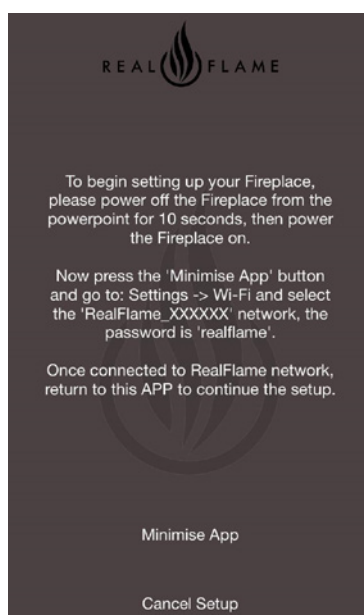 REAL FLAME
To begin setting up your Fireplace,
please power off the Fireplace from the
powerpoint for 10 seconds, then power
the Fireplace on.
Now press the 'Minimise App' button
and go to: Settings -> Wi-Fi and select
the 'RealFlame_XXXXXX' network, the
password is 'realflame'.
Once connected to RealFlame network,
return to this APP to continue the setup.
Minimise App
Cancel Setup